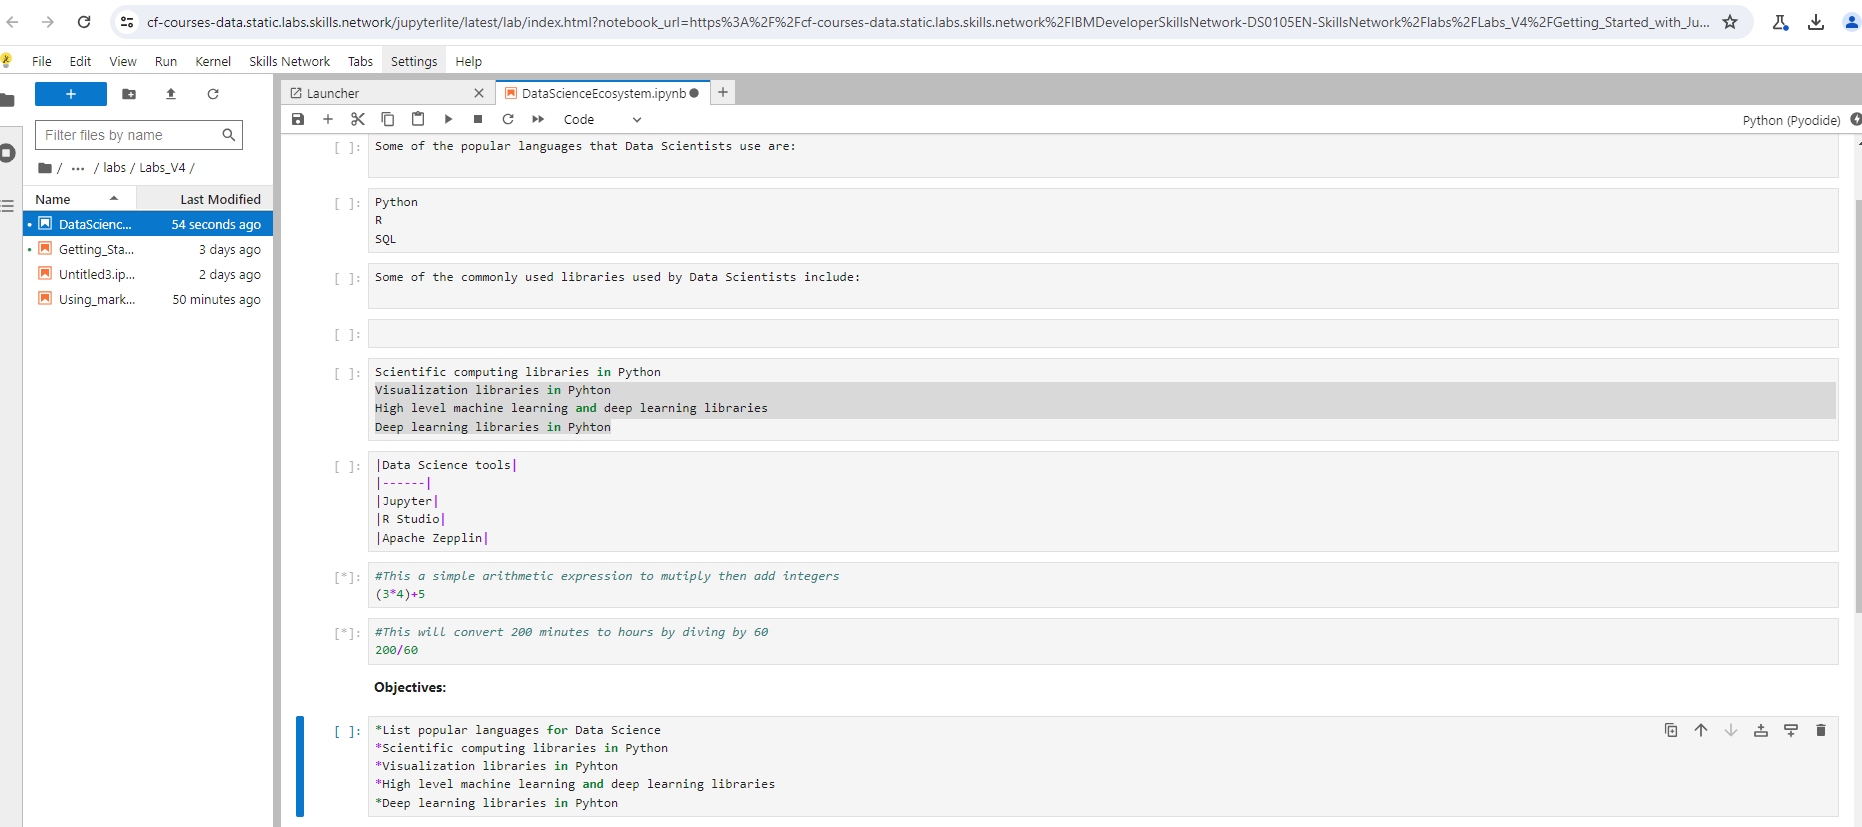 cf-courses-data.static.labs.skills.network/jupyterlite/latest/lab/index.html?notebook_url=https%3A%2F%2Fcf-courses-data.static.labs.skills.network%2FIBMDeveloperSkillsNetwork-DS0105EN-SkillsNetwork%2Flabs%2FLabs_V4%2FGetting_Started_with_Ju...
File Edit View Run Kernel Skills Network Tabs Settings Help
Launcher
DataScienceEcosystem.ipynb
Code
Python (Pyodide)
Filter files by name
/ ... / labs / Labs_V4 /
Name Last Modified
DataScienc... 54 seconds ago
Getting_Sta... 3 days ago
Untitled3.ip... 2 days ago
Using_mark... 50 minutes ago
[ ]: Some of the popular languages that Data Scientists use are:
[ ]: Python
R
SQL
[ ]: Some of the commonly used libraries used by Data Scientists include:
[ ]:
[ ]: Scientific computing libraries in Python
Visualization libraries in Pyhton
High level machine learning and deep learning libraries
Deep learning libraries in Pyhton
[ ]: |Data Science tools|
|------|
|Jupyter|
|R Studio|
|Apache Zepplin|
[*]: #This a simple arithmetic expression to mutiply then add integers
(3*4)+5
[*]: #This will convert 200 minutes to hours by diving by 60
200/60
Objectives:
[ ]: *List popular languages for Data Science
*Scientific computing libraries in Python
*Visualization libraries in Pyhton
*High level machine learning and deep learning libraries
*Deep learning libraries in Pyhton